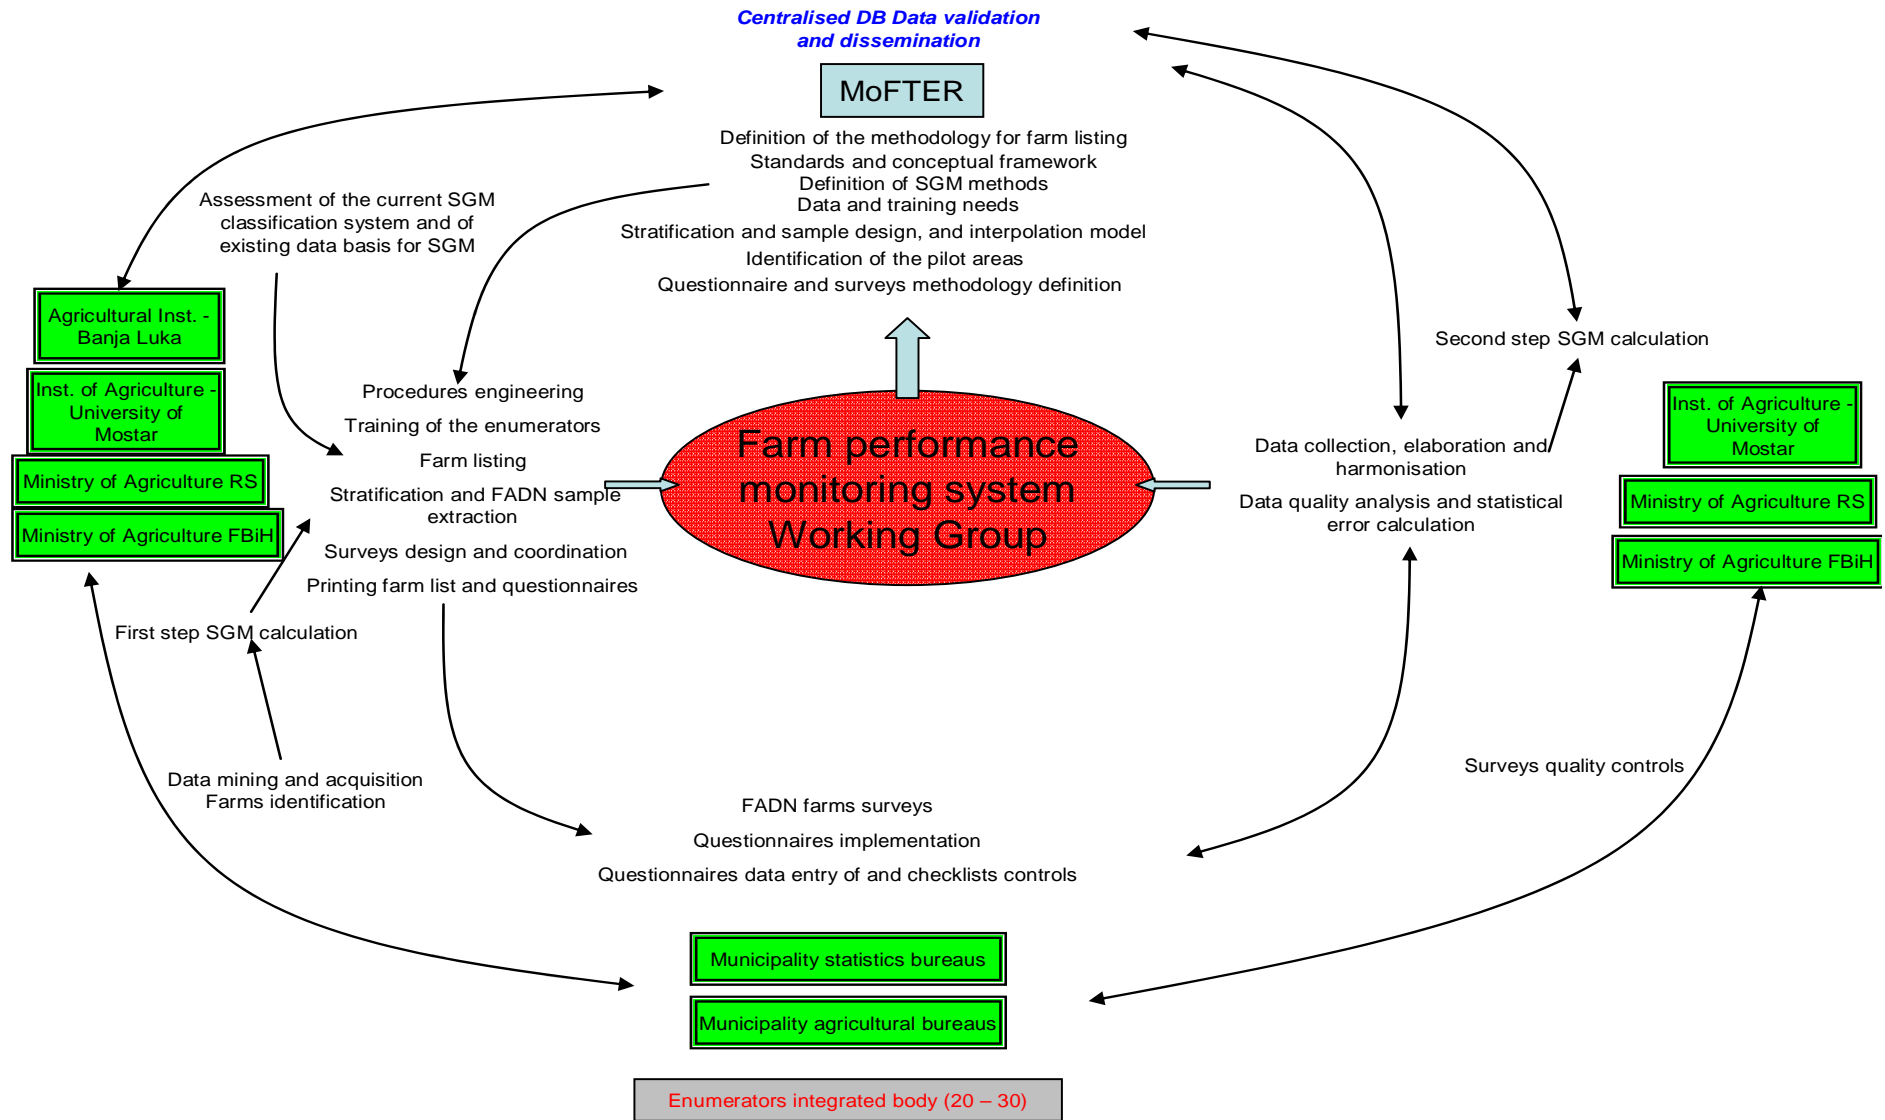 Centralised DB Data validation
and dissemination
MoFTER
Definition of the methodology for farm listing
Standards and conceptual framework
Definition of SGM methods
Data and training needs
Stratification and sample design, and interpolation model
Identification of the pilot areas
Questionnaire and surveys methodology definition
Assessment of the current SGM
classification system and of
existing data basis for SGM
Agricultural Inst. -
Banja Luka
Inst. of Agriculture -
University of
Mostar
Ministry of Agriculture RS
Ministry of Agriculture FBiH
Procedures engineering
Training of the enumerators
Farm listing
Stratification and FADN sample
extraction
Surveys design and coordination
Printing farm list and questionnaires
First step SGM calculation
Data mining and acquisition
Farms identification
Farm performance
monitoring system
Working Group
Second step SGM calculation
Data collection, elaboration and
harmonisation
Data quality analysis and statistical
error calculation
Inst. of Agriculture -
University of
Mostar
Ministry of Agriculture RS
Ministry of Agriculture FBiH
Surveys quality controls
FADN farms surveys
Questionnaires implementation
Questionnaires data entry of and checklists controls
Municipality statistics bureaus
Municipality agricultural bureaus
Enumerators integrated body (20 – 30)